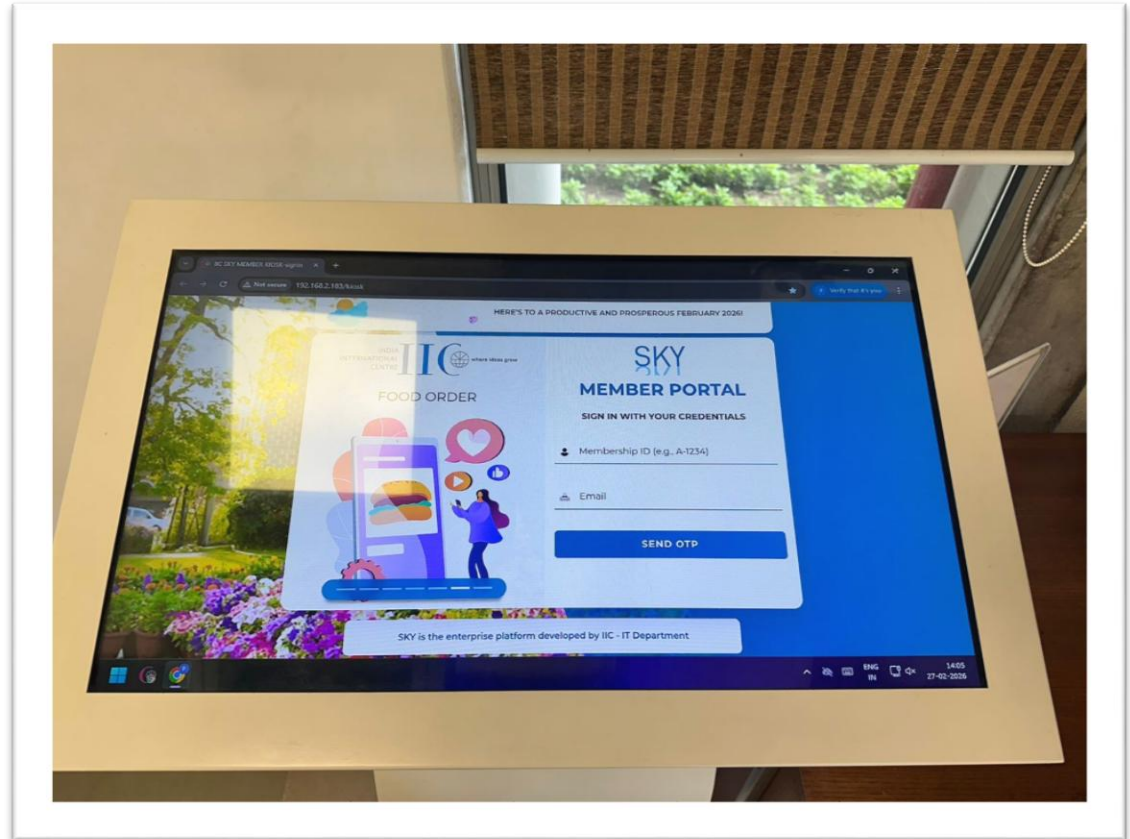 IIC SKY MEMBER KIOSK-signin
Not secure 192.168.2.183/kiosk
Verify that it's you
HERE'S TO A PRODUCTIVE AND PROSPEROUS FEBRUARY 2026!
INDIA
INTERNATIONAL
CENTRE
IIC
where ideas grow
FOOD ORDER
SKY
MEMBER PORTAL
SIGN IN WITH YOUR CREDENTIALS
Membership ID (e.g., A-1234)
Email
SEND OTP
SKY is the enterprise platform developed by IIC - IT Department
ENG
IN
14:05
27-02-2026